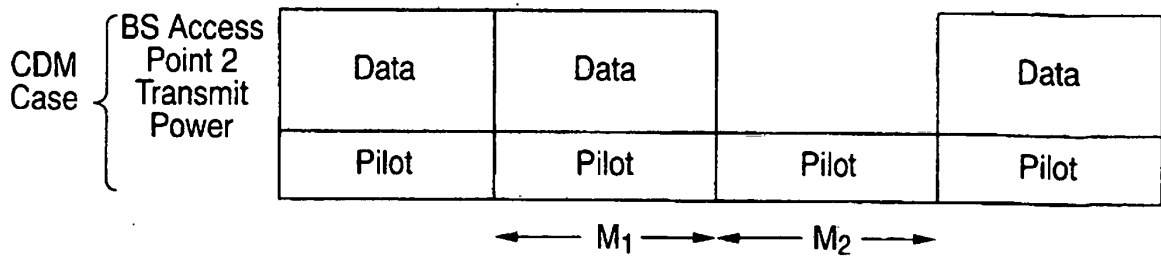 CDM
Case
BS Access
Point 2
Transmit
Power
Data
Data
Data
Pilot
Pilot
Pilot
Pilot
M1
M2